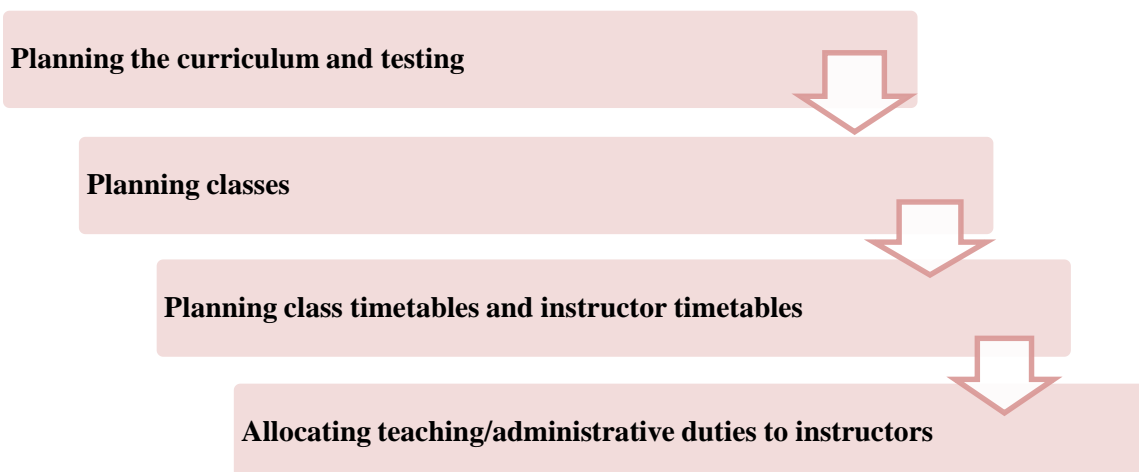 Planning the curriculum and testing
Planning classes
Planning class timetables and instructor timetables
Allocating teaching/administrative duties to instructors